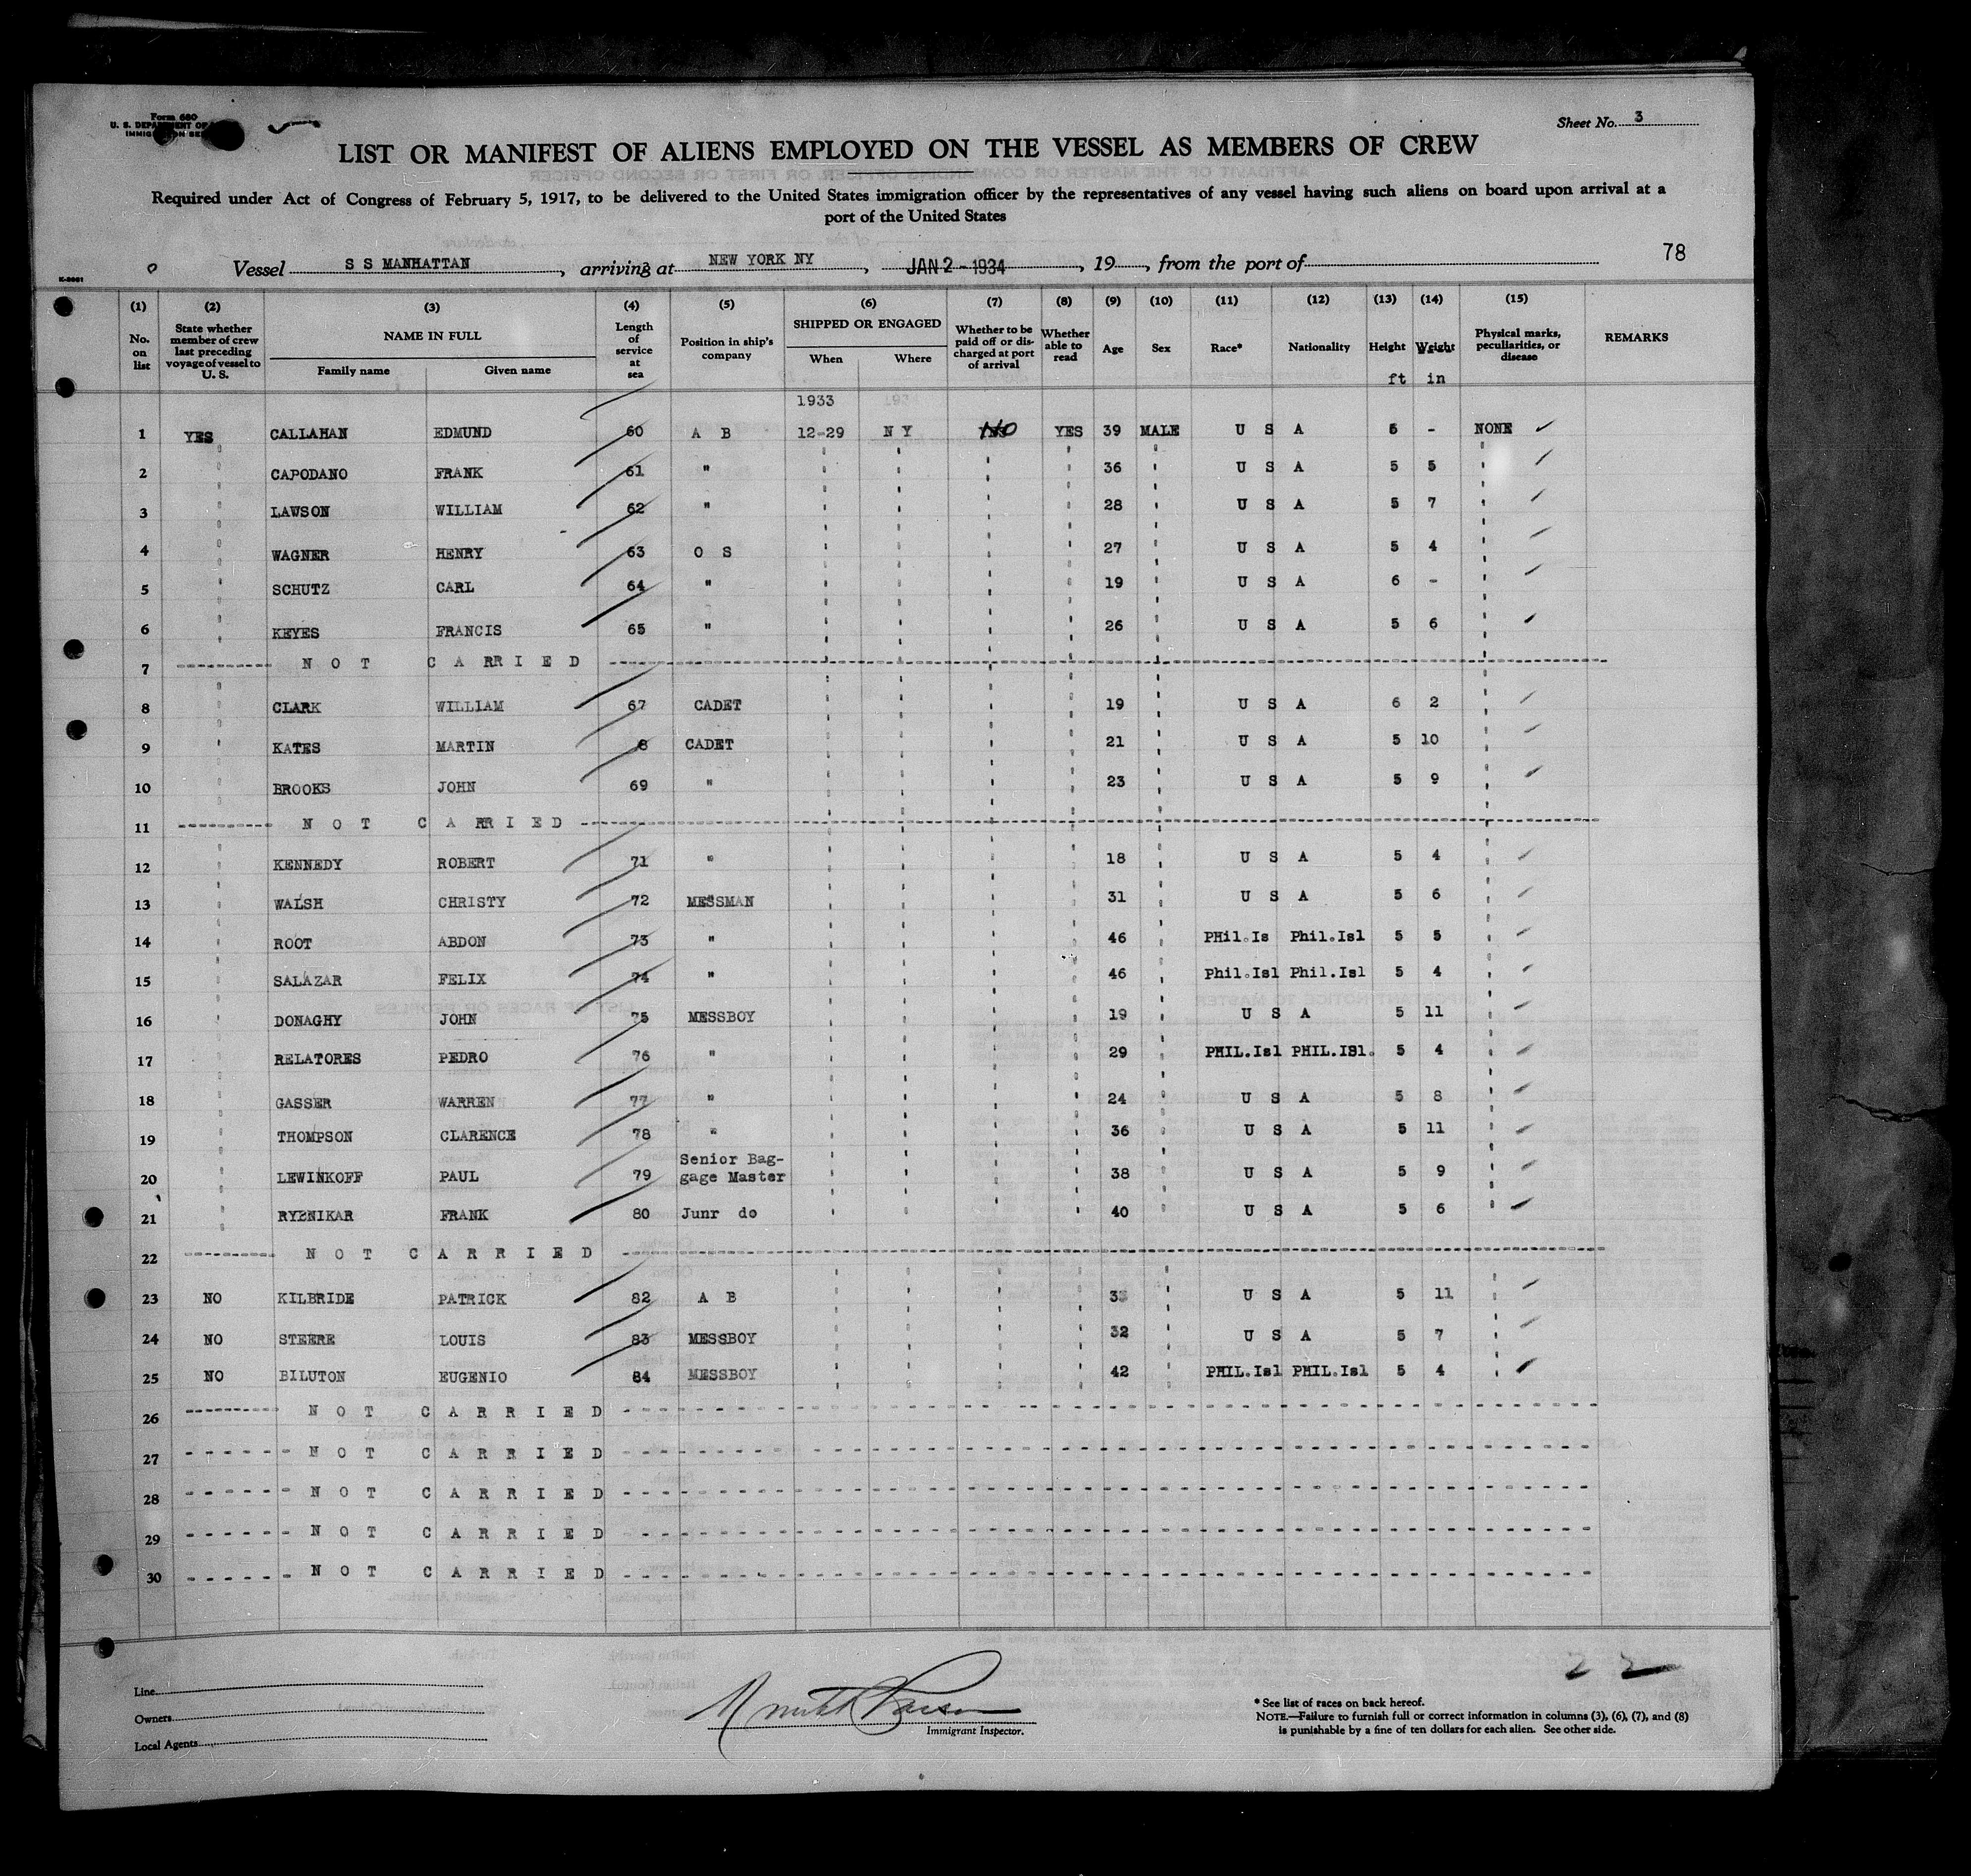 Form 680
U. S. DEPARTMENT OF
IMMIGRATION SE
Sheet No. 3
LIST OR MANIFEST OF ALIENS EMPLOYED ON THE VESSEL AS MEMBERS OF CREW
Required under Act of Congress of February 5, 1917, to be delivered to the United States immigration officer by the representatives of any vessel having such aliens on board upon arrival at a
port of the United States
Vessel S S MANHATTAN, arriving at NEW YORK NY, JAN 2 - 1934, 19, from the port of 78
(1) (2) (3) (4) (5) (6) (7) (8) (9) (10) (11) (12) (13) (14) (15)
No. on list State whether member of crew last preceding voyage of vessel to U. S. NAME IN FULL Family name Given name Length of service at sea Position in ship's company SHIPPED OR ENGAGED When Where Whether to be paid off or discharged at port of arrival Whether able to read Age Sex Race* Nationality Height Weight Physical marks, peculiarities, or disease REMARKS
ft in
1933
1 YES CALLAHAN EDMUND 60 A B 12-29 N Y NO YES 39 MALE U S A 5 - NONE
2 " CAPODANO FRANK 61 " " " " " 36 " U S A 5 5 "
3 " LAWSON WILLIAM 62 " " " " " 28 " U S A 5 7 "
4 " WAGNER HENRY 63 O S " " " " 27 " U S A 5 4 "
5 " SCHUTZ CARL 64 " " " " " 19 " U S A 6 - "
6 " KEYES FRANCIS 65 " " " " " 26 " U S A 5 6 "
7 NOT CARRIED
8 " CLARK WILLIAM 67 CADET " " " " 19 " U S A 6 2 "
9 " KATES MARTIN 8 CADET " " " " 21 " U S A 5 10 "
10 " BROOKS JOHN 69 " " " " " 23 " U S A 5 9 "
11 NOT CARRIED
12 " KENNEDY ROBERT 71 " " " " " 18 " U S A 5 4 "
13 " WALSH CHRISTY 72 MESSMAN " " " " 31 " U S A 5 6 "
14 " ROOT ABDON 73 " " " " " 46 " PHil.Is Phil.Isl 5 5 "
15 " SALAZAR FELIX 74 " " " " " 46 " Phil.Isl Phil.Isl 5 4 "
16 " DONAGHY JOHN 75 MESSBOY " " " " 19 " U S A 5 11 "
17 " RELATORES PEDRO 76 " " " " " 29 " PHIL.Isl PHIL.ISl. 5 4 "
18 " GASSER WARREN 77 " " " " " 24 " U S A 5 8 "
19 " THOMPSON CLARENCE 78 " " " " " 36 " U S A 5 11 "
20 " LEWINKOFF PAUL 79 Senior Baggage Master " " " " 38 " U S A 5 9 "
21 " RYBNIKAR FRANK 80 Junr do " " " " 40 " U S A 5 6 "
22 NOT CARRIED
23 NO KILBRIDE PATRICK 82 A B " " " " " U S A 5 11 "
24 NO STEERE LOUIS 83 MESSBOY " " " " 32 " U S A 5 7 "
25 NO BILUTON EUGENIO 84 MESSBOY " " " " 42 " PHIL.Isl PHIL.Isl 5 4 "
26 NOT CARRIED
27 NOT CARRIED
28 NOT CARRIED
29 NOT CARRIED
30 NOT CARRIED
22
Line
Owners
Local Agents
Immigrant Inspector.
* See list of races on back hereof.
NOTE.—Failure to furnish full or correct information in columns (3), (6), (7), and (8)
is punishable by a fine of ten dollars for each alien. See other side.